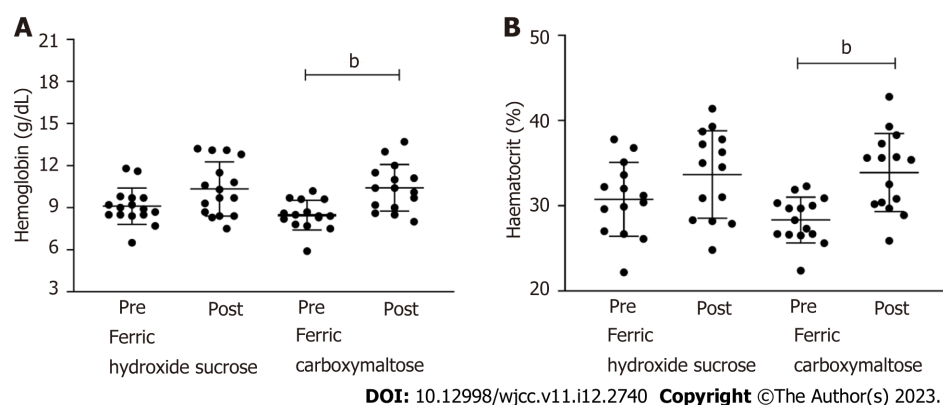 A
B
Hemoglobin (g/dL)
21
18
15
12
9
6
3
b
Pre
Post
Pre
Post
Ferric
hydroxide sucrose
Ferric
carboxymaltose
Haematocrit (%)
50
40
30
20
b
Pre
Post
Pre
Post
Ferric
hydroxide sucrose
Ferric
carboxymaltose
DOI: 10.12998/wjcc.v11.i12.2740 Copyright ©The Author(s) 2023.